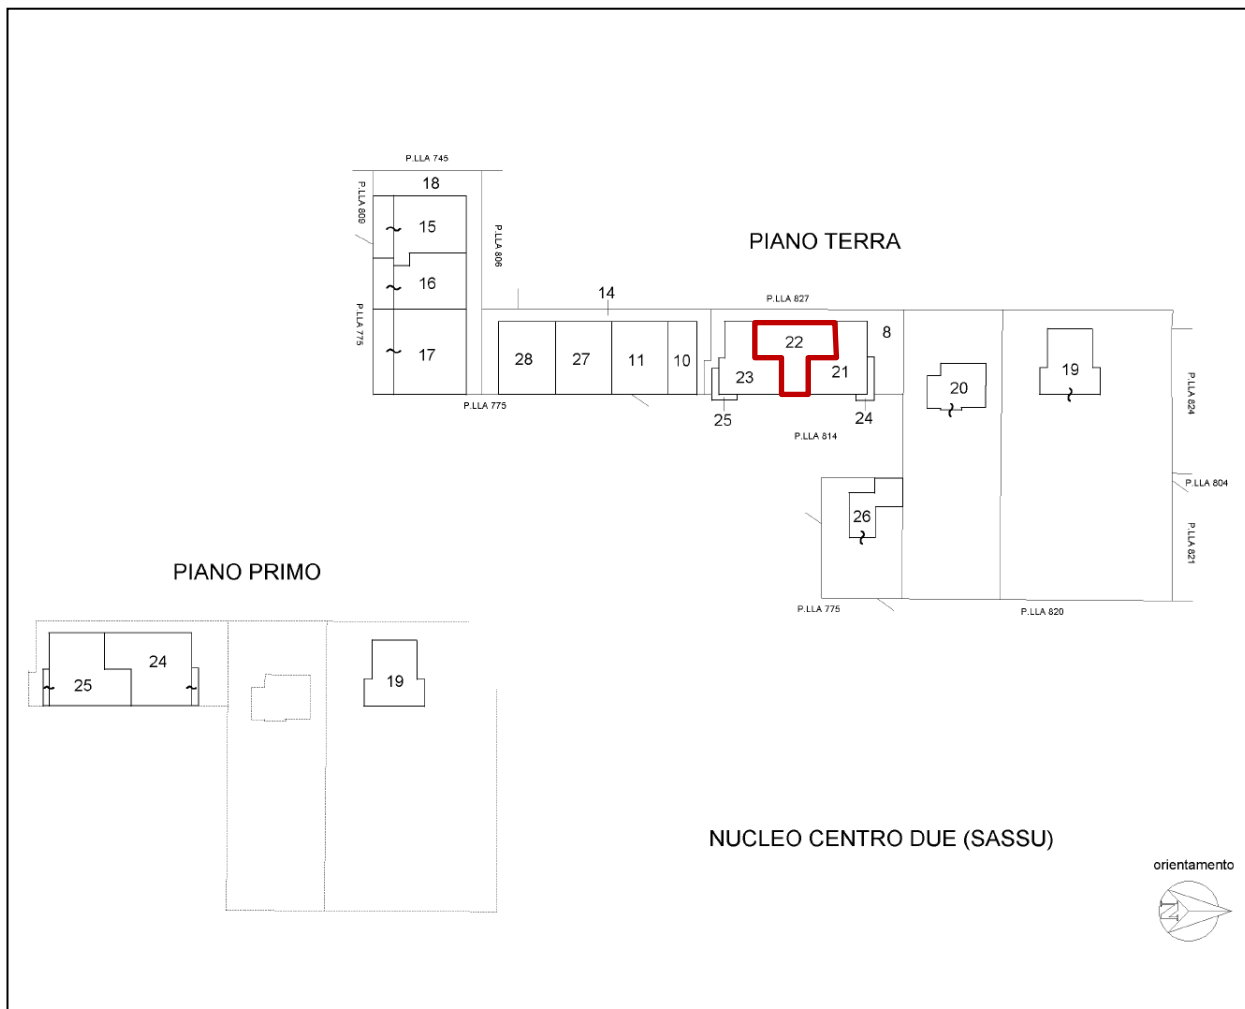 P.LLA 745
P.LLA 809
18
15
P.LLA 806
16
P.LLA 775
17
PIANO TERRA
14
P.LLA 827
28
27
11
10
22
8
23
21
25
24
20
19
P.LLA 824
P.LLA 775
P.LLA 814
P.LLA 804
26
P.LLA 821
P.LLA 775
P.LLA 820
PIANO PRIMO
24
25
19
NUCLEO CENTRO DUE (SASSU)
orientamento
N